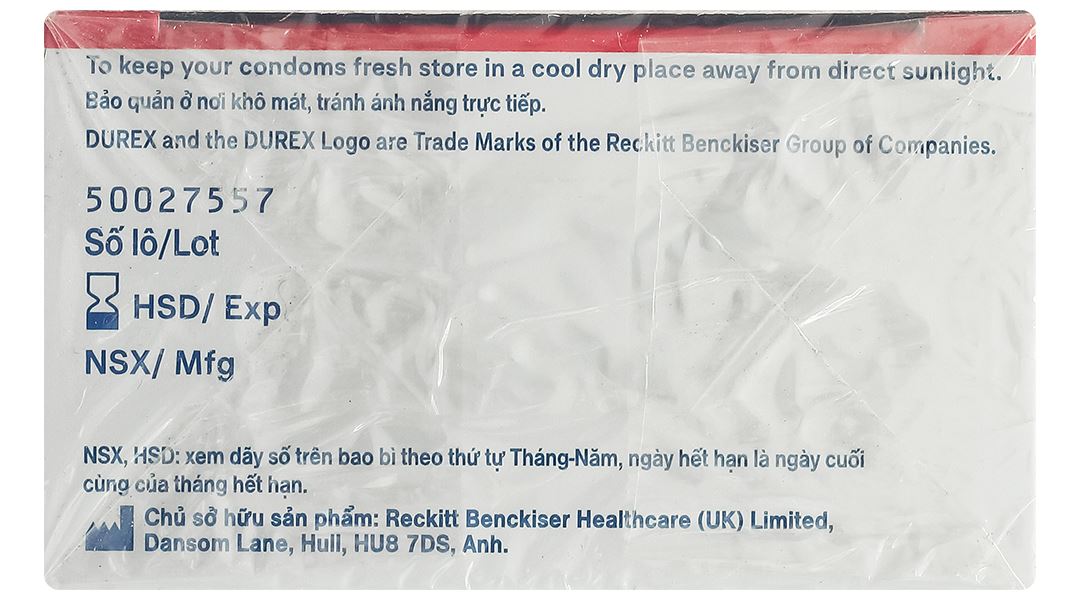 To keep your condoms fresh store in a cool dry place away from direct sunlight.
Bảo quản ở nơi khô mát, tránh ánh nắng trực tiếp.
DUREX and the DUREX Logo are Trade Marks of the Reckitt Benckiser Group of Companies.
50027557
Số lô/Lot
HSD/ Exp
NSX/ Mfg
NSX, HSD: xem dãy số trên bao bì theo thứ tự Tháng-Năm, ngày hết hạn là ngày cuối
cùng của tháng hết hạn.
Chủ sở hữu sản phẩm: Reckitt Benckiser Healthcare (UK) Limited,
Dansom Lane, Hull, HU8 7DS, Anh.